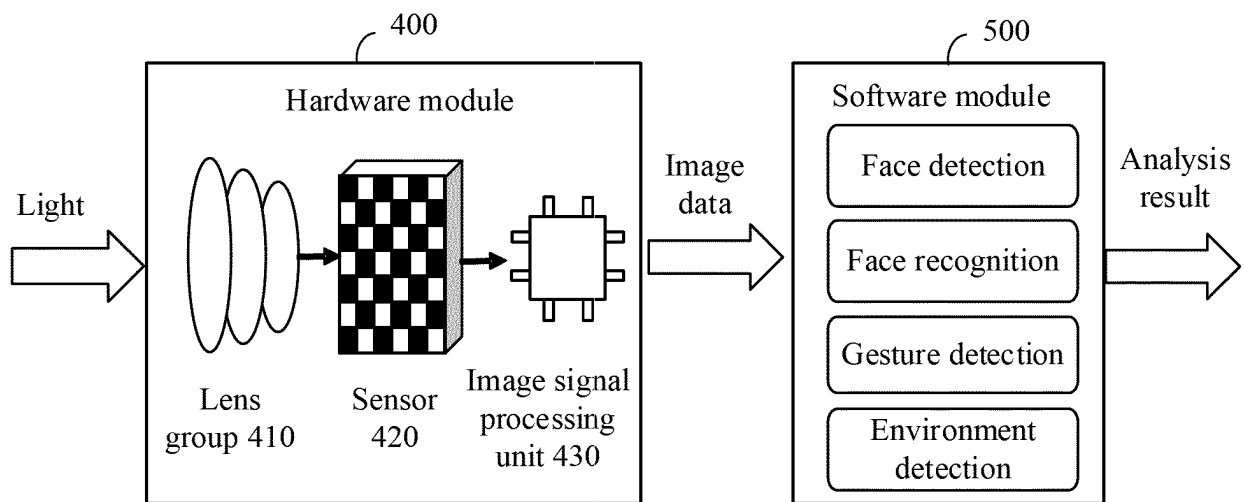 400
500
Hardware module
Software module
Light
Image
data
Analysis
result
Face detection
Face recognition
Gesture detection
Environment
detection
Lens
group 410
Sensor
420
Image signal
processing
unit 430